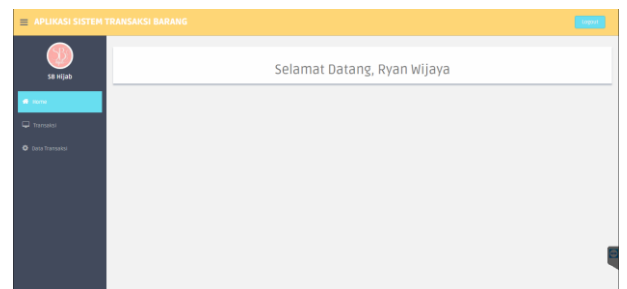 APLIKASI SISTEM TRANSAKSI BARANG
Logout
SB Hijab
Selamat Datang, Ryan Wijaya
Home
Transaksi
Data Transaksi